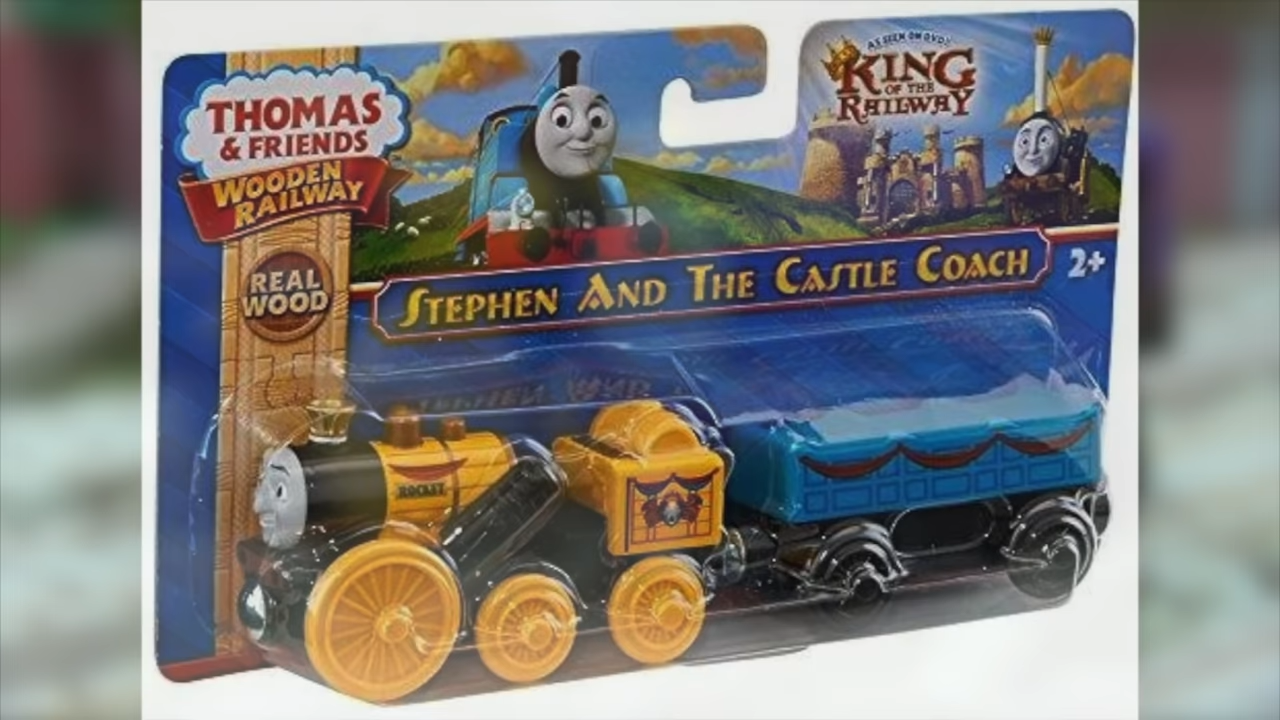 THOMAS
& FRIENDS
WOODEN
RAILWAY
REAL
WOOD
AS SEEN ON DVD!
KING
OF THE
RAILWAY
STEPHEN AND THE CASTLE COACH
2+
ROCKET